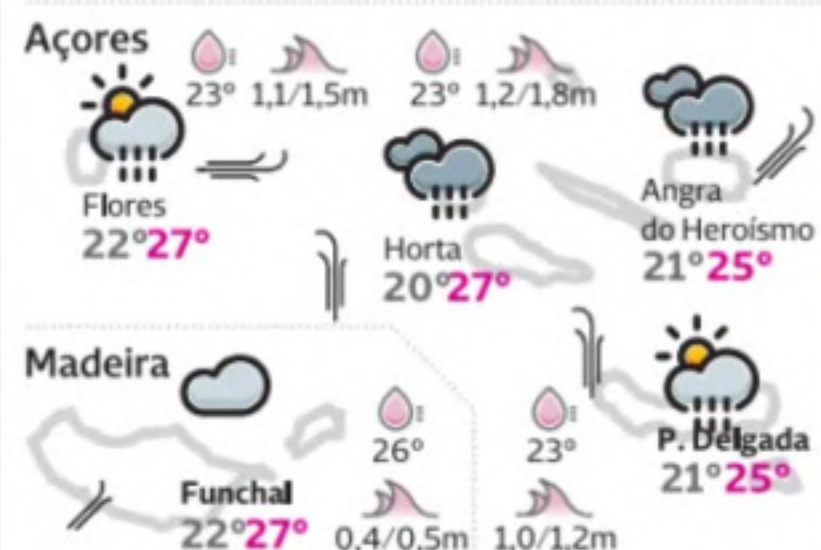 Açores
23° 1,1/1,5m
23° 1,2/1,8m
Flores
22° 27°
Horta
20° 27°
Angra
do Heroísmo
21° 25°
Madeira
26°
0,4/0,5m
Funchal
22° 27°
23°
1,0/1,2m
P. Delgada
21° 25°